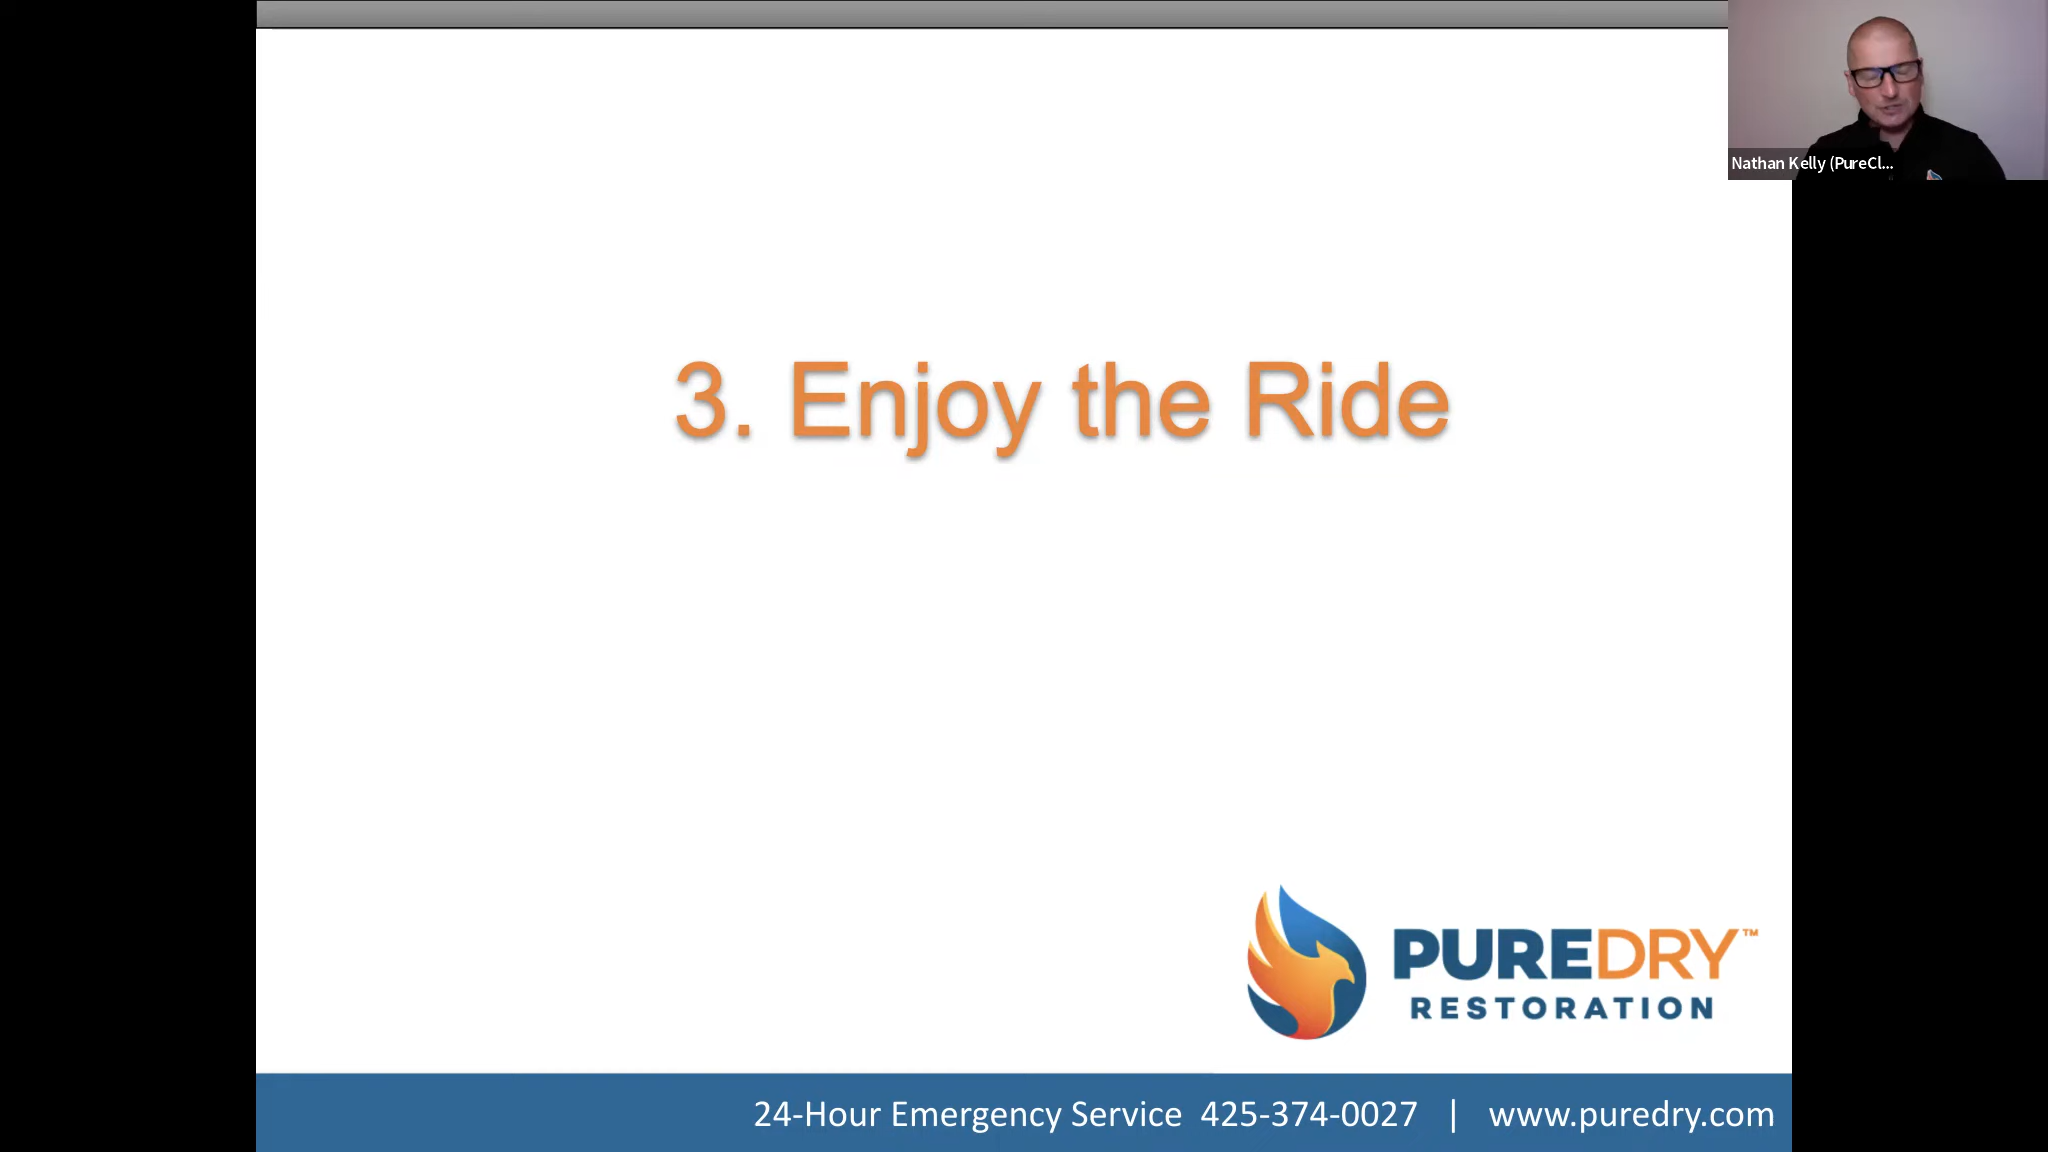 Nathan Kelly (PureCl...
3. Enjoy the Ride
PUREDRY™
RESTORATION
24-Hour Emergency Service 425-374-0027 | www.puredry.com